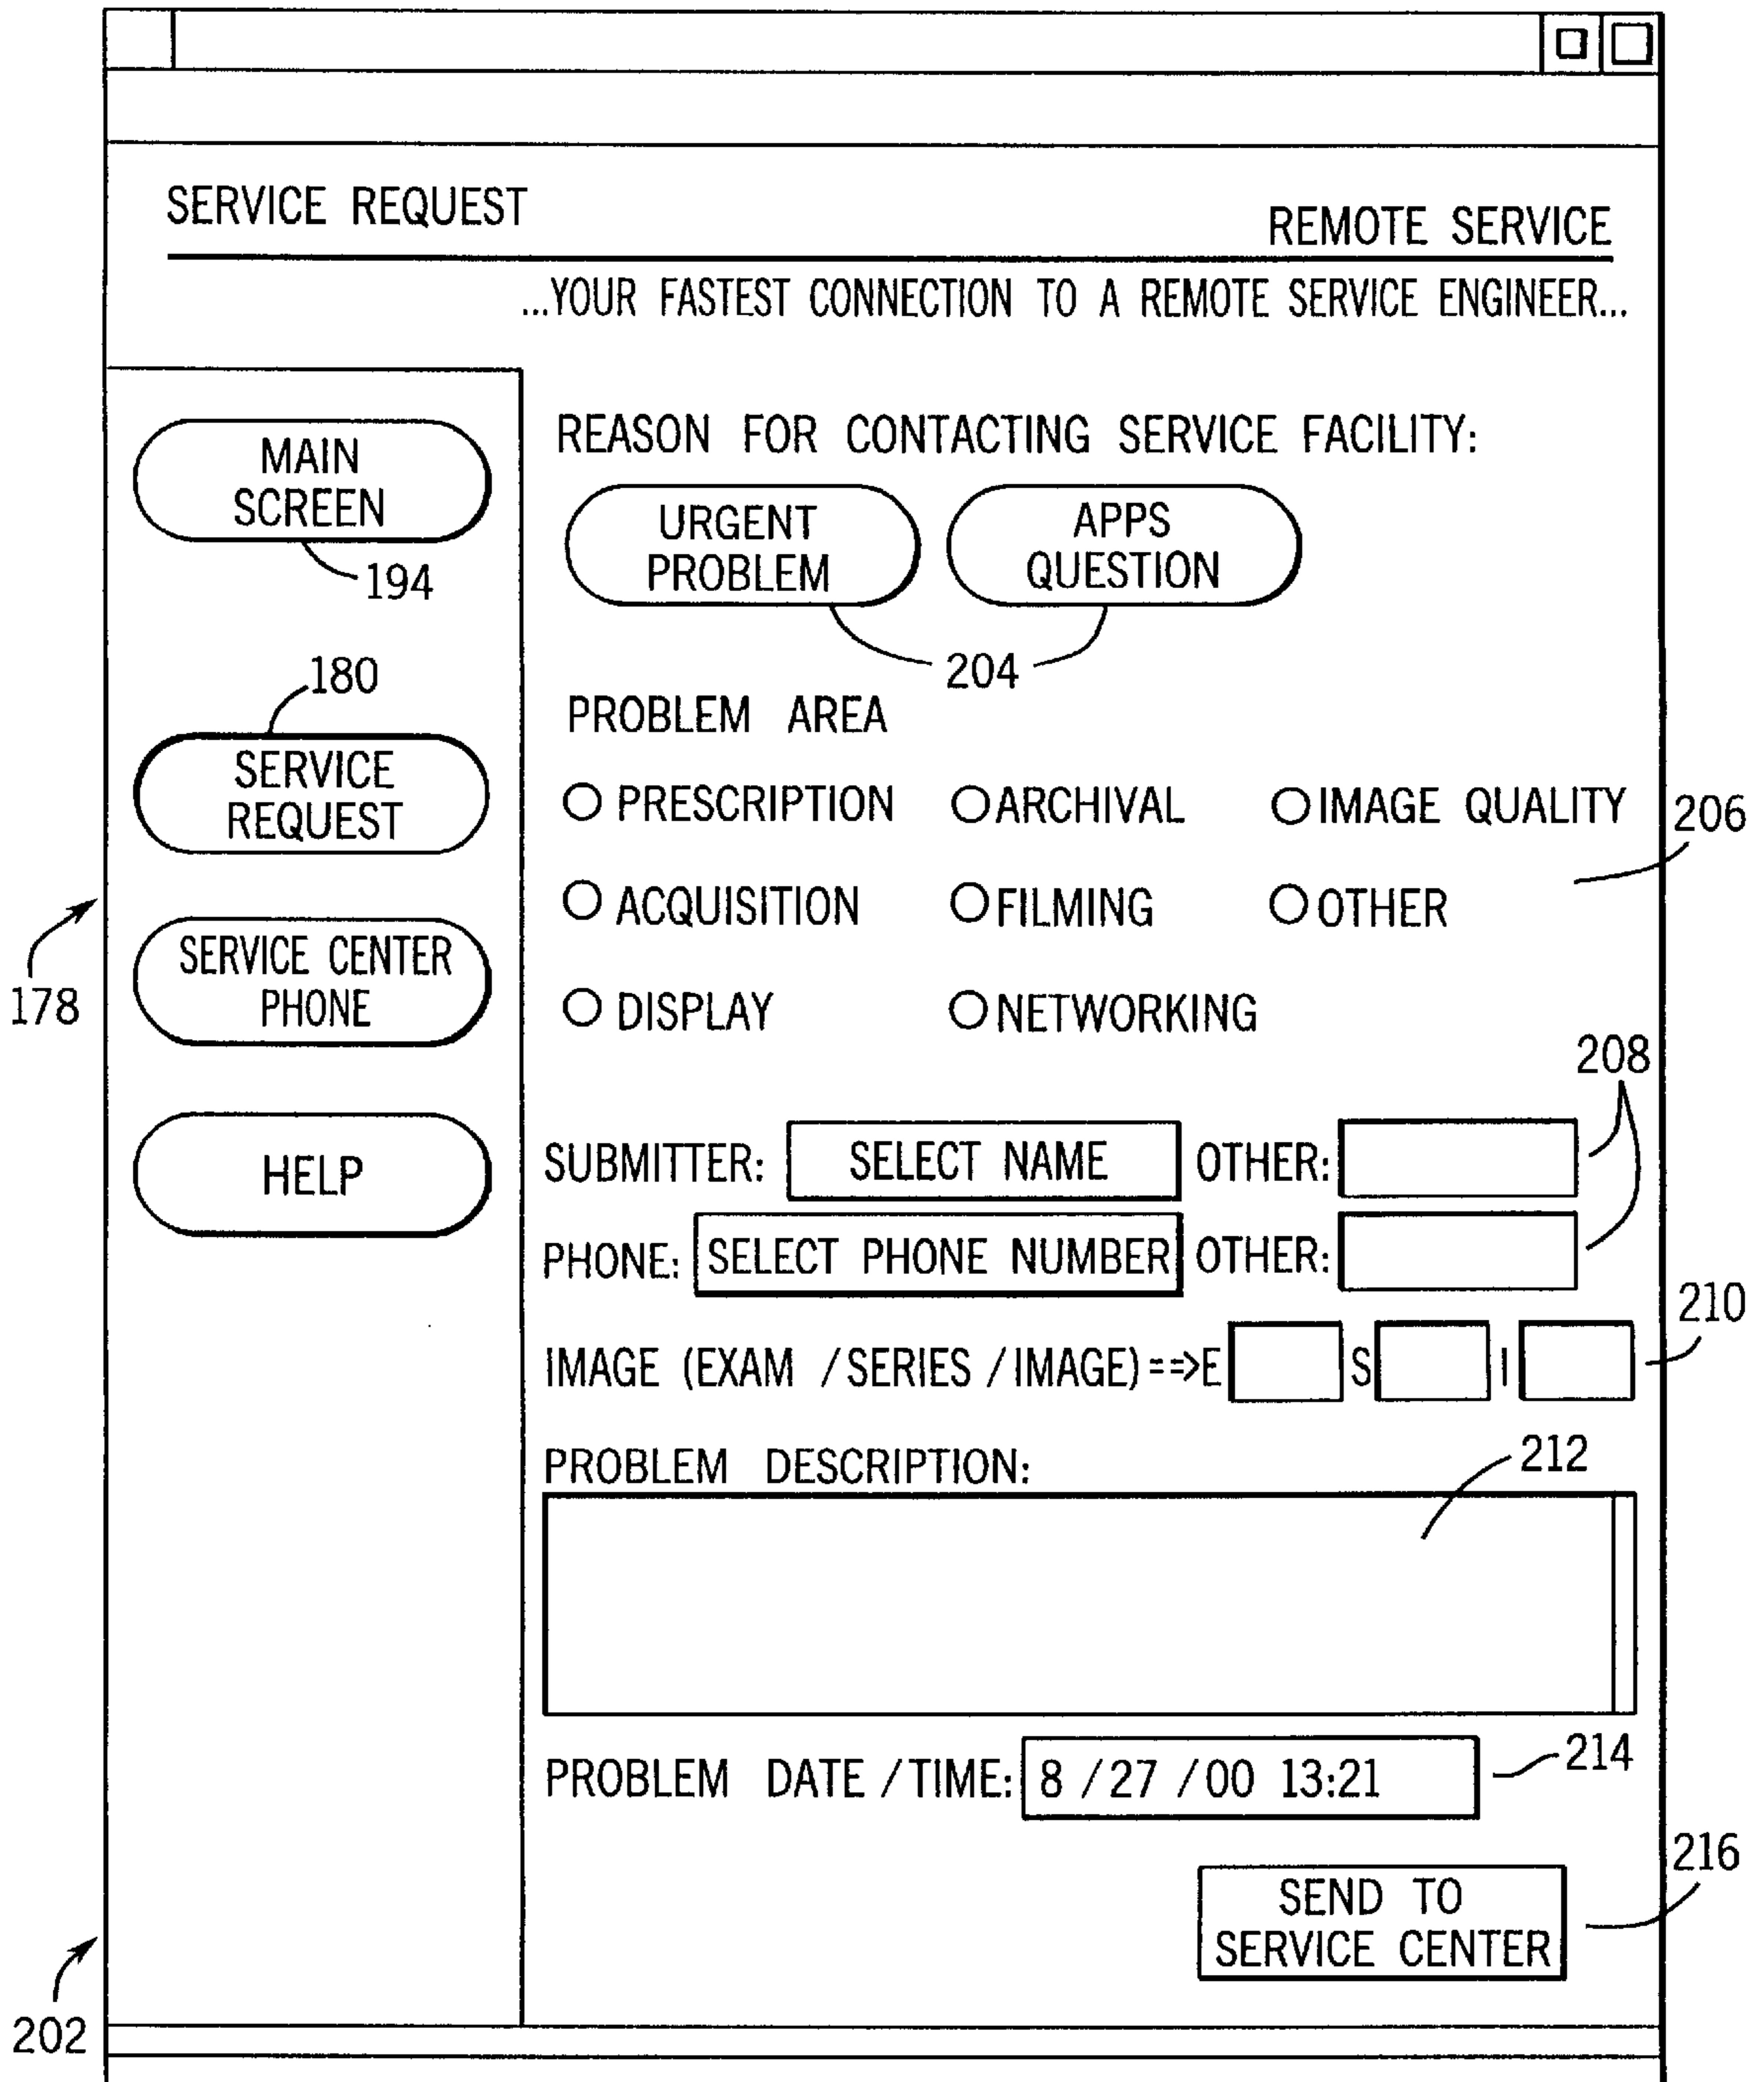 SERVICE REQUEST
REMOTE SERVICE
...YOUR FASTEST CONNECTION TO A REMOTE SERVICE ENGINEER...
MAIN
SCREEN
194
180
SERVICE
REQUEST
178
SERVICE CENTER
PHONE
HELP
202
REASON FOR CONTACTING SERVICE FACILITY:
URGENT
PROBLEM
APPS
QUESTION
204
PROBLEM AREA
PRESCRIPTION ARCHIVAL IMAGE QUALITY
206
ACQUISITION FILMING OTHER
DISPLAY NETWORKING
208
SUBMITTER: SELECT NAME OTHER:
PHONE: SELECT PHONE NUMBER OTHER:
210
IMAGE (EXAM / SERIES / IMAGE) ==>E S I
PROBLEM DESCRIPTION:
212
PROBLEM DATE / TIME: 8 / 27 / 00 13:21
214
216
SEND TO
SERVICE CENTER